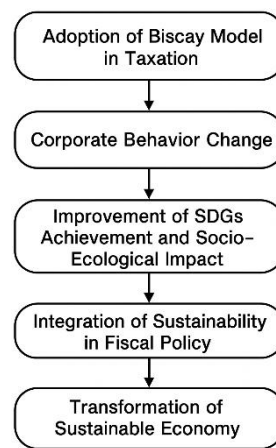 Adoption of Biscay Model
in Taxation
Corporate Behavior Change
Improvement of SDGs
Achievement and Socio-
Ecological Impact
Integration of Sustainability
in Fiscal Policy
Transformation of
Sustainable Economy